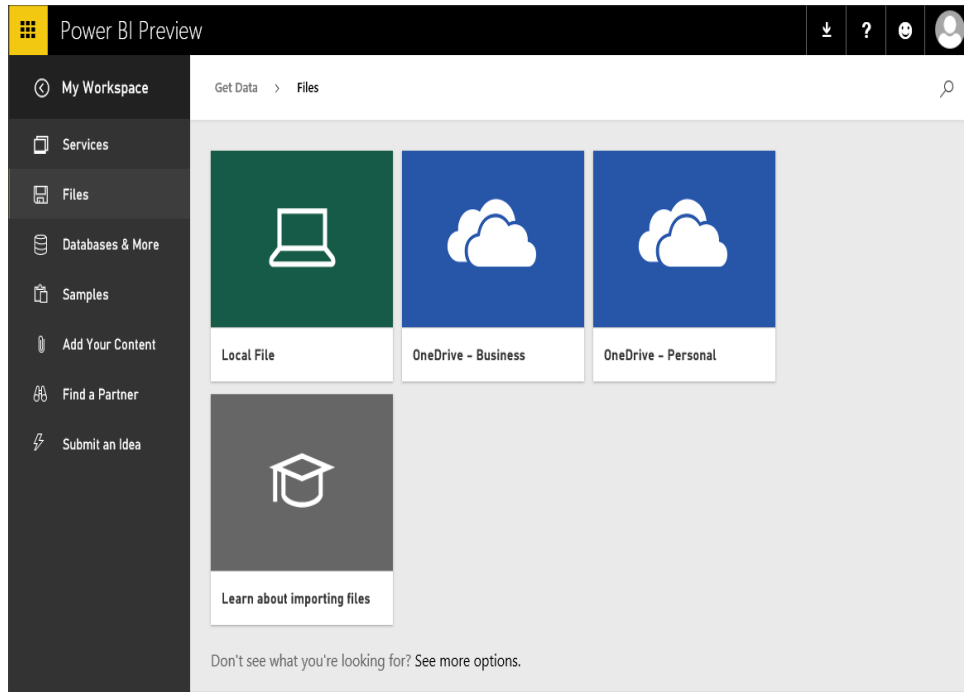 Power BI Preview
?
My Workspace
Get Data > Files
Services
Files
Databases & More
Samples
Add Your Content
Find a Partner
Submit an Idea
Local File
OneDrive - Business
OneDrive - Personal
Learn about importing files
Don't see what you're looking for? See more options.